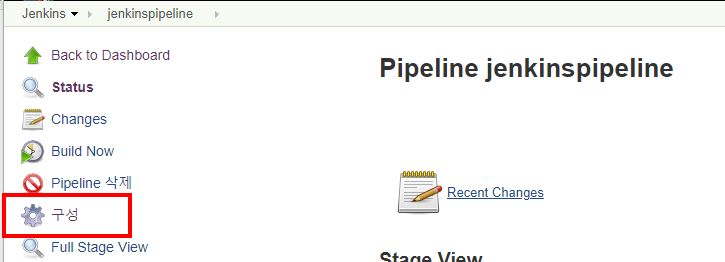 Jenkins jenkinspipeline
Back to Dashboard
Status
Changes
Build Now
Pipeline 삭제
구성
Full Stage View
Pipeline jenkinspipeline
Recent Changes
Stage View